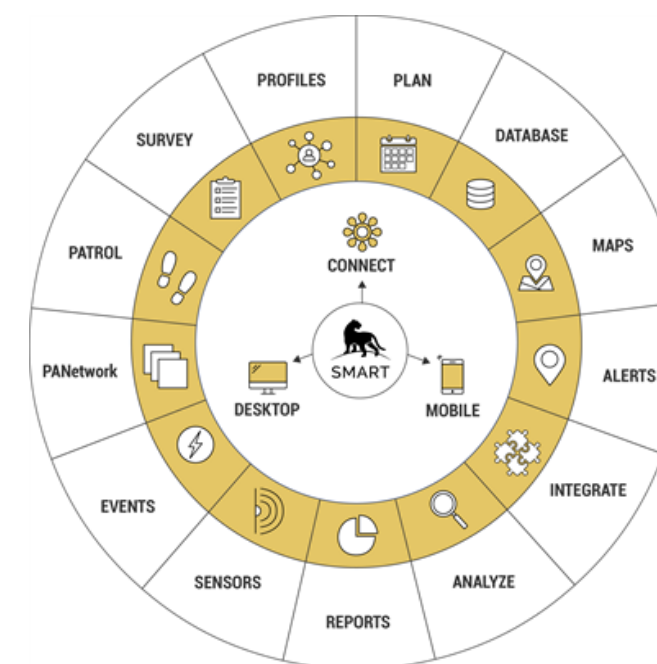 PROFILES
PLAN
DATABASE
MAPS
ALERTS
INTEGRATE
ANALYZE
REPORTS
SENSORS
EVENTS
PANetwork
PATROL
SURVEY
CONNECT
SMART
DESKTOP
MOBILE